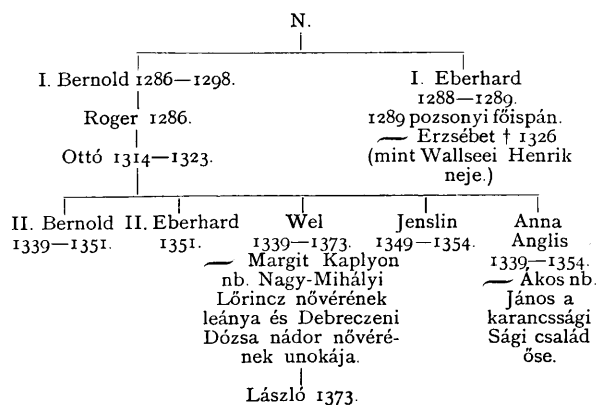 N.
I. Bernold 1286—1298.
Roger 1286.
Ottó 1314—1323.
I. Eberhard
1288—1289.
1289 pozsonyi főispán.
⁓ Erzsébet † 1326
(mint Wallseei Henrik
neje.)
II. Bernold
1339—1351.
II. Eberhard
1351.
Wel
1339—1373.
⁓ Margit Kaplyon
nb. Nagy-Mihályi
Lőrincz nővérének
leánya és Debreczeni
Dózsa nádor nővéré-
nek unokája.
László 1373.
Jenslin
1349—1354.
Anna
Anglis
1339—1354.
⁓ Ákos nb.
János a
karancssági
Sági család
őse.